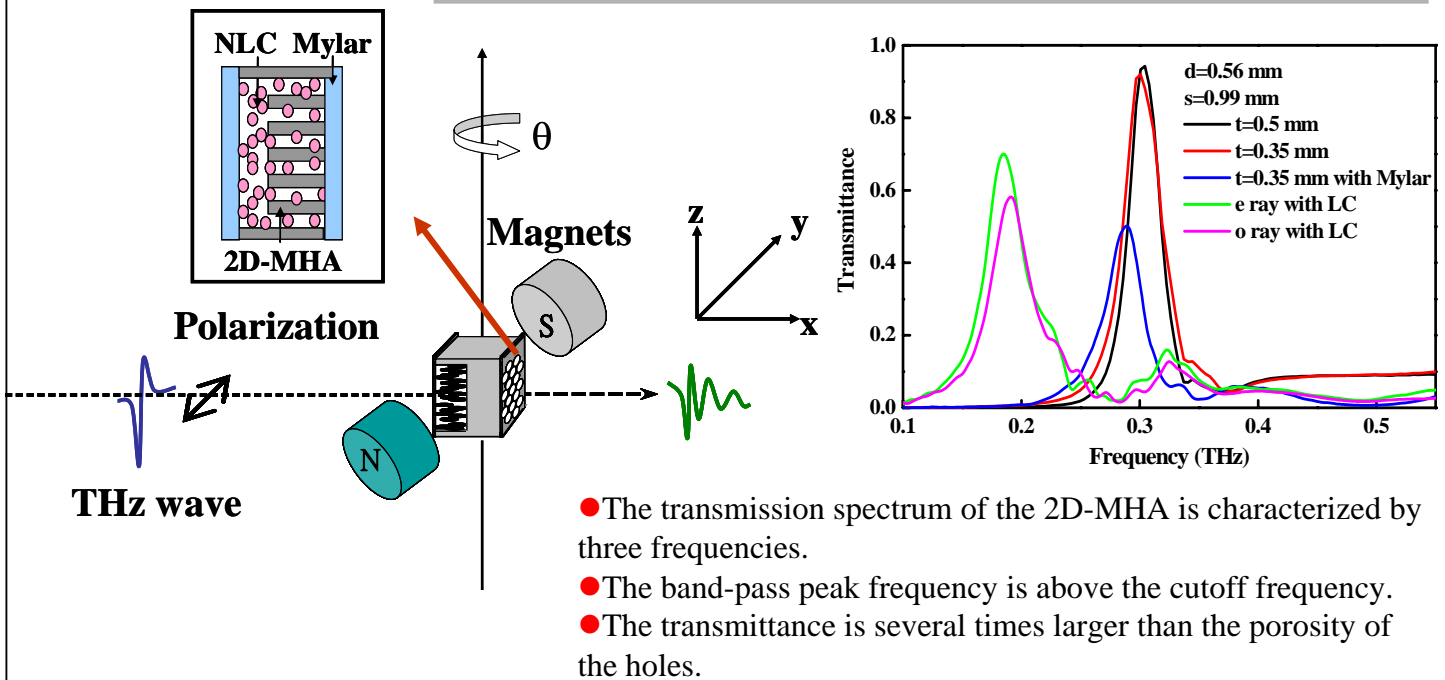 NLC Mylar
2D-MHA
θ
Magnets
S
z
y
x
Polarization
N
THz wave
1.0
0.8
0.6
0.4
0.2
0.0
Transmittance
d=0.56 mm
s=0.99 mm
t=0.5 mm
t=0.35 mm
t=0.35 mm with Mylar
e ray with LC
o ray with LC
0.1 0.2 0.3 0.4 0.5
Frequency (THz)
●The transmission spectrum of the 2D-MHA is characterized by
three frequencies.
●The band-pass peak frequency is above the cutoff frequency.
●The transmittance is several times larger than the porosity of
the holes.